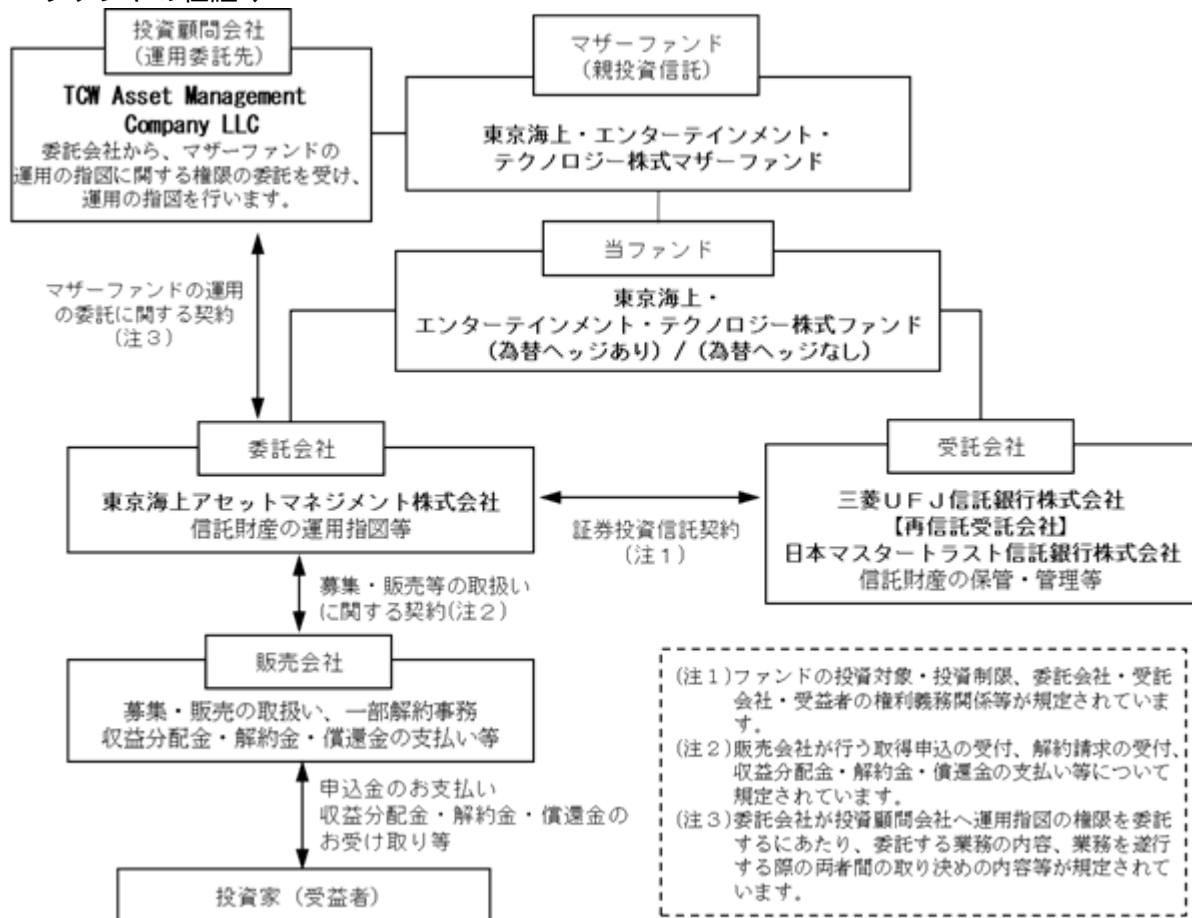 投資顧問会社
(運用委託先)
TCW Asset Management
Company LLC
委託会社から、マザーファンドの
運用の指図に関する権限の委託を受け、
運用の指図を行います。
マザーファンド
(親投資信託)
東京海上・エンターテインメント・
テクノロジー株式マザーファンド
当ファンド
東京海上・
エンターテインメント・テクノロジー株式ファンド
(為替ヘッジあり) / (為替ヘッジなし)
マザーファンドの運用
の委託に関する契約
(注3)
委託会社
東京海上アセットマネジメント株式会社
信託財産の運用指図等
証券投資信託契約
(注1)
受託会社
三菱UFJ信託銀行株式会社
【再信託受託会社】
日本マスタートラスト信託銀行株式会社
信託財産の保管・管理等
募集・販売等の取扱い
に関する契約(注2)
販売会社
募集・販売の取扱い、一部解約事務
収益分配金・解約金・償還金の支払い等
申込金のお支払い
収益分配金・解約金・償還金の
お受け取り等
投資家(受益者)
(注1)ファンドの投資対象・投資制限、委託会社・受託
会社・受益者の権利義務関係等が規定されていま
す。
(注2)販売会社が行う取得申込の受付、解約請求の受付、
収益分配金・解約金・償還金の支払い等について
規定されています。
(注3)委託会社が投資顧問会社へ運用指図の権限を委託
するにあたり、委託する業務の内容、業務を遂行
する際の両者間の取り決めの内容等が規定されて
います。